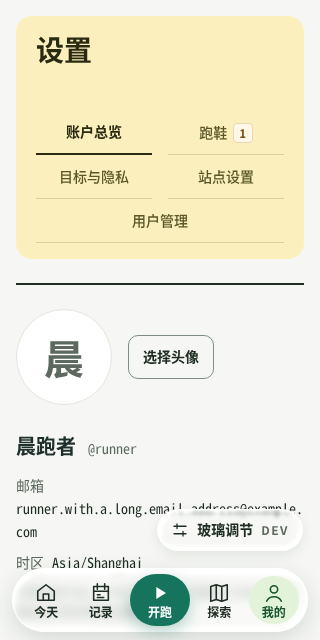 设置
账户总览
跑鞋 1
目标与隐私
站点设置
用户管理
晨
选择头像
晨跑者 @runner
邮箱
runner.with.a.long.email.address@example.
com
玻璃调节 DEV
时区 Asia/Shanghai
今天
记录
开跑
探索
我的